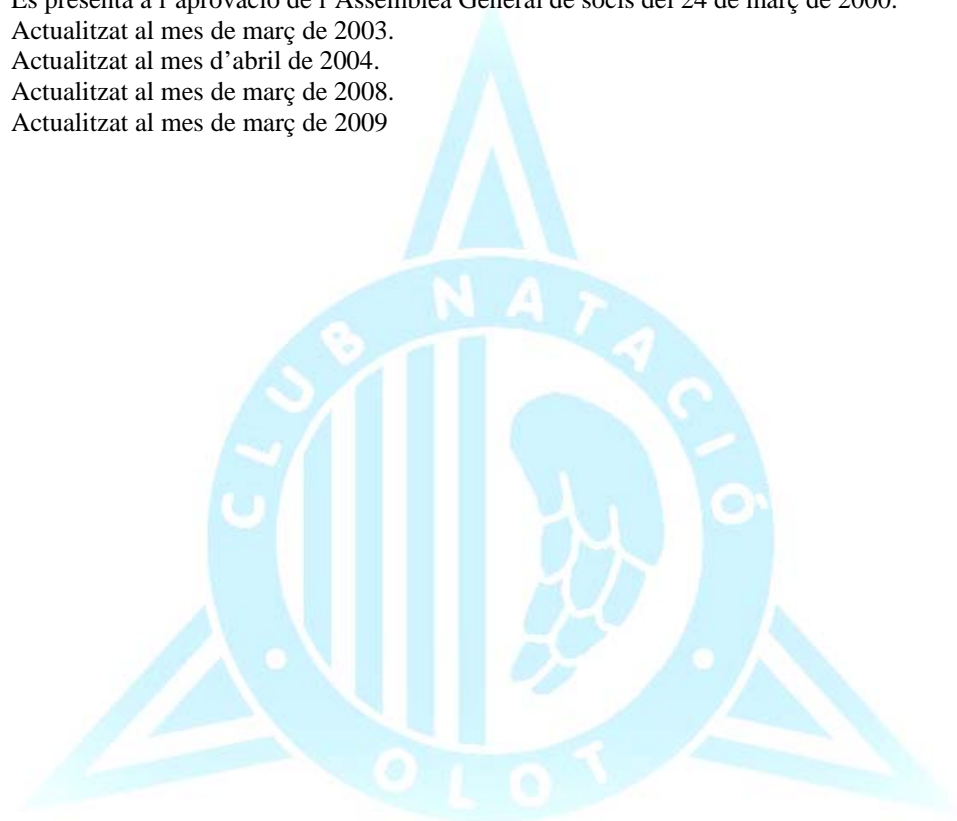 Es presenta a l’aprovació de l’Assemblea General de socis del 24 de març de 2000.
Actualitzat al mes de març de 2003.
Actualitzat al mes d’abril de 2004.
Actualitzat al mes de març de 2008.
Actualitzat al mes de març de 2009
CLUB NATACIÓ
OLOT